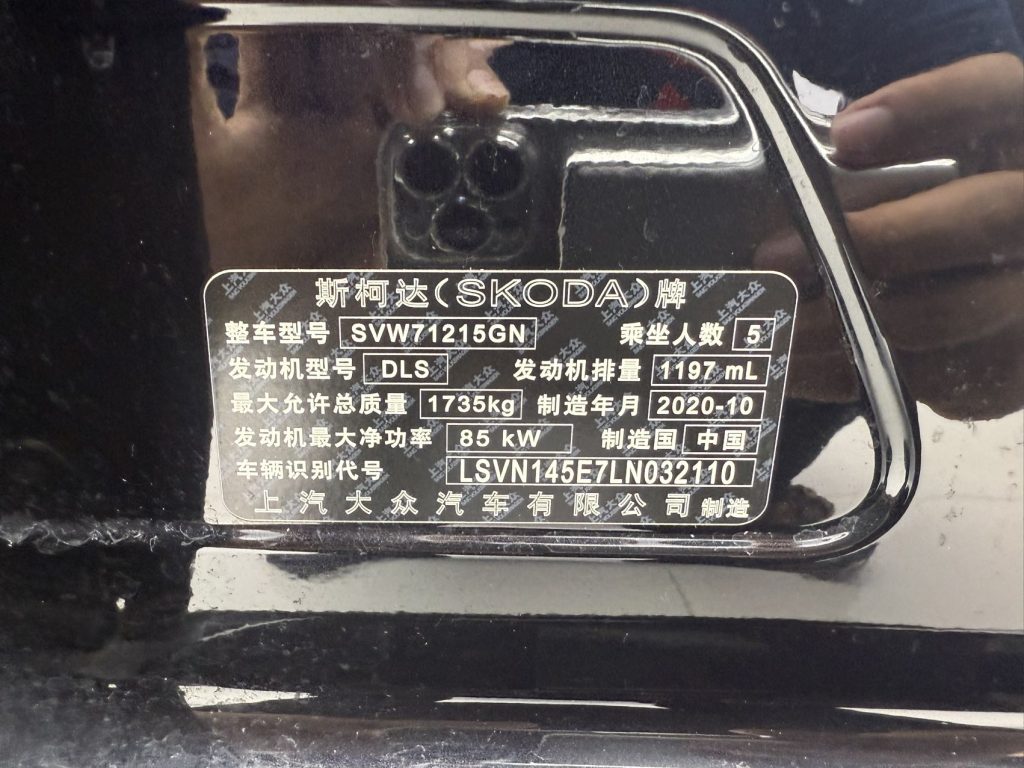 斯柯达(SKODA)牌
整车型号 SVW71215GN 乘坐人数 5
发动机型号 DLS 发动机排量 1197 mL
最大允许总质量 1735kg 制造年月 2020-10
发动机最大净功率 85 kW 制造国 中国
车辆识别代号 LSVN145E7LN032110
上汽大众汽车有限公司 制造